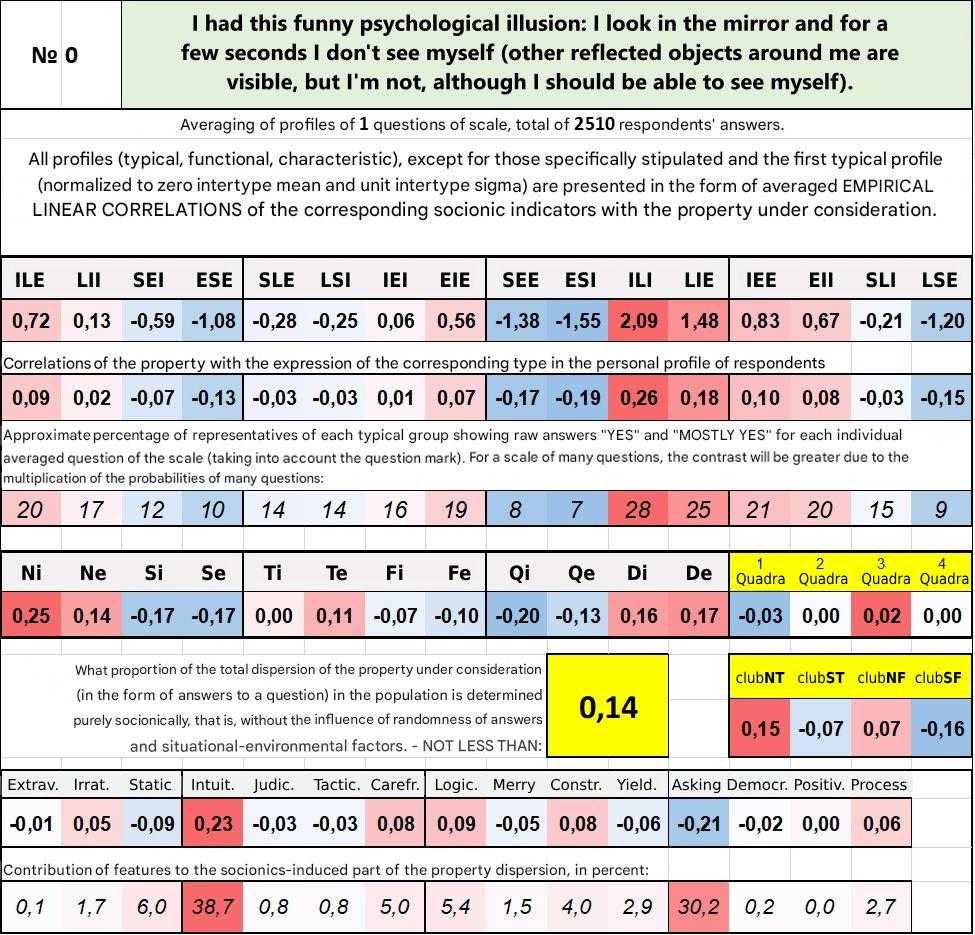 № 0
I had this funny psychological illusion: I look in the mirror and for a
few seconds I don't see myself (other reflected objects around me are
visible, but I'm not, although I should be able to see myself).
Averaging of profiles of 1 questions of scale, total of 2510 respondents' answers.
All profiles (typical, functional, characteristic), except for those specifically stipulated and the first typical profile
(normalized to zero intertype mean and unit intertype sigma) are presented in the form of averaged EMPIRICAL
LINEAR CORRELATIONS of the corresponding socionic indicators with the property under consideration.
ILE LII SEI ESE SLE LSI IEI EIE SEE ESI ILI LIE IEE EII SLI LSE
0,72 0,13 -0,59 -1,08 -0,28 -0,25 0,06 0,56 -1,38 -1,55 2,09 1,48 0,83 0,67 -0,21 -1,20
Correlations of the property with the expression of the corresponding type in the personal profile of respondents
0,09 0,02 -0,07 -0,13 -0,03 -0,03 0,01 0,07 -0,17 -0,19 0,26 0,18 0,10 0,08 -0,03 -0,15
Approximate percentage of representatives of each typical group showing raw answers "YES" and "MOSTLY YES" for each individual
averaged question of the scale (taking into account the question mark). For a scale of many questions, the contrast will be greater due to the
multiplication of the probabilities of many questions:
20 17 12 10 14 14 16 19 8 7 28 25 21 20 15 9
Ni Ne Si Se Ti Te Fi Fe Qi Qe Di De 1 Quadra 2 Quadra 3 Quadra 4 Quadra
0,25 0,14 -0,17 -0,17 0,00 0,11 -0,07 -0,10 -0,20 -0,13 0,16 0,17 -0,03 0,00 0,02 0,00
What proportion of the total dispersion of the property under consideration
(in the form of answers to a question) in the population is determined
purely socionically, that is, without the influence of randomness of answers
and situational-environmental factors. - NOT LESS THAN:
0,14
clubNT clubST clubNF clubSF
0,15 -0,07 0,07 -0,16
Extrav. Irrat. Static Intuit. Judic. Tactic. Carefr. Logic. Merry Constr. Yield. Asking Democr. Positiv. Process
-0,01 0,05 -0,09 0,23 -0,03 -0,03 0,08 0,09 -0,05 0,08 -0,06 -0,21 -0,02 0,00 0,06
Contribution of features to the socionics-induced part of the property dispersion, in percent:
0,1 1,7 6,0 38,7 0,8 0,8 5,0 5,4 1,5 4,0 2,9 30,2 0,2 0,0 2,7